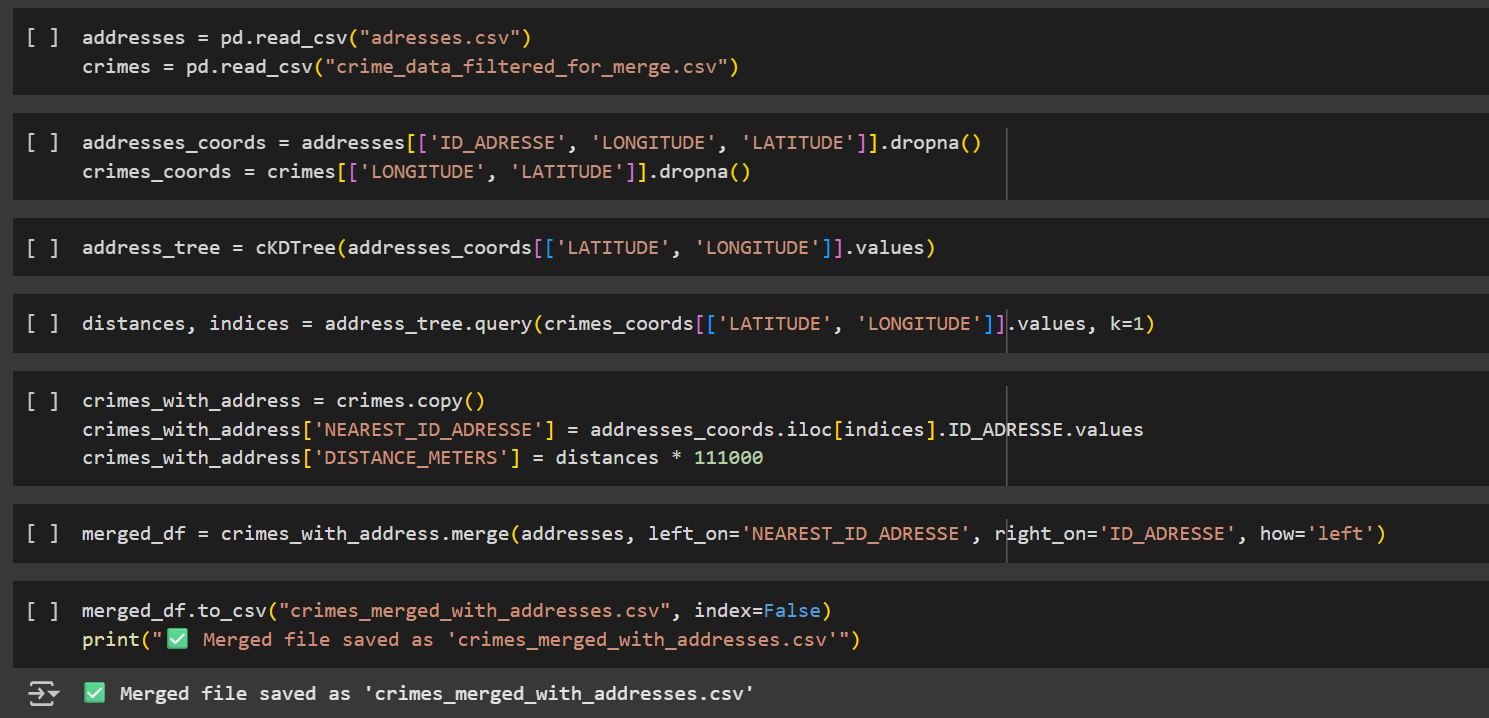 [ ] addresses = pd.read_csv("adresses.csv")
crimes = pd.read_csv("crime_data_filtered_for_merge.csv")
[ ] addresses_coords = addresses[['ID_ADRESSE', 'LONGITUDE', 'LATITUDE']].dropna()
crimes_coords = crimes[['LONGITUDE', 'LATITUDE']].dropna()
[ ] address_tree = cKDTree(addresses_coords[['LATITUDE', 'LONGITUDE']].values)
[ ] distances, indices = address_tree.query(crimes_coords[['LATITUDE', 'LONGITUDE']].values, k=1)
[ ] crimes_with_address = crimes.copy()
crimes_with_address['NEAREST_ID_ADRESSE'] = addresses_coords.iloc[indices].ID_ADRESSE.values
crimes_with_address['DISTANCE_METERS'] = distances * 111000
[ ] merged_df = crimes_with_address.merge(addresses, left_on='NEAREST_ID_ADRESSE', right_on='ID_ADRESSE', how='left')
[ ] merged_df.to_csv("crimes_merged_with_addresses.csv", index=False)
print("✅ Merged file saved as 'crimes_merged_with_addresses.csv'")
✅ Merged file saved as 'crimes_merged_with_addresses.csv'